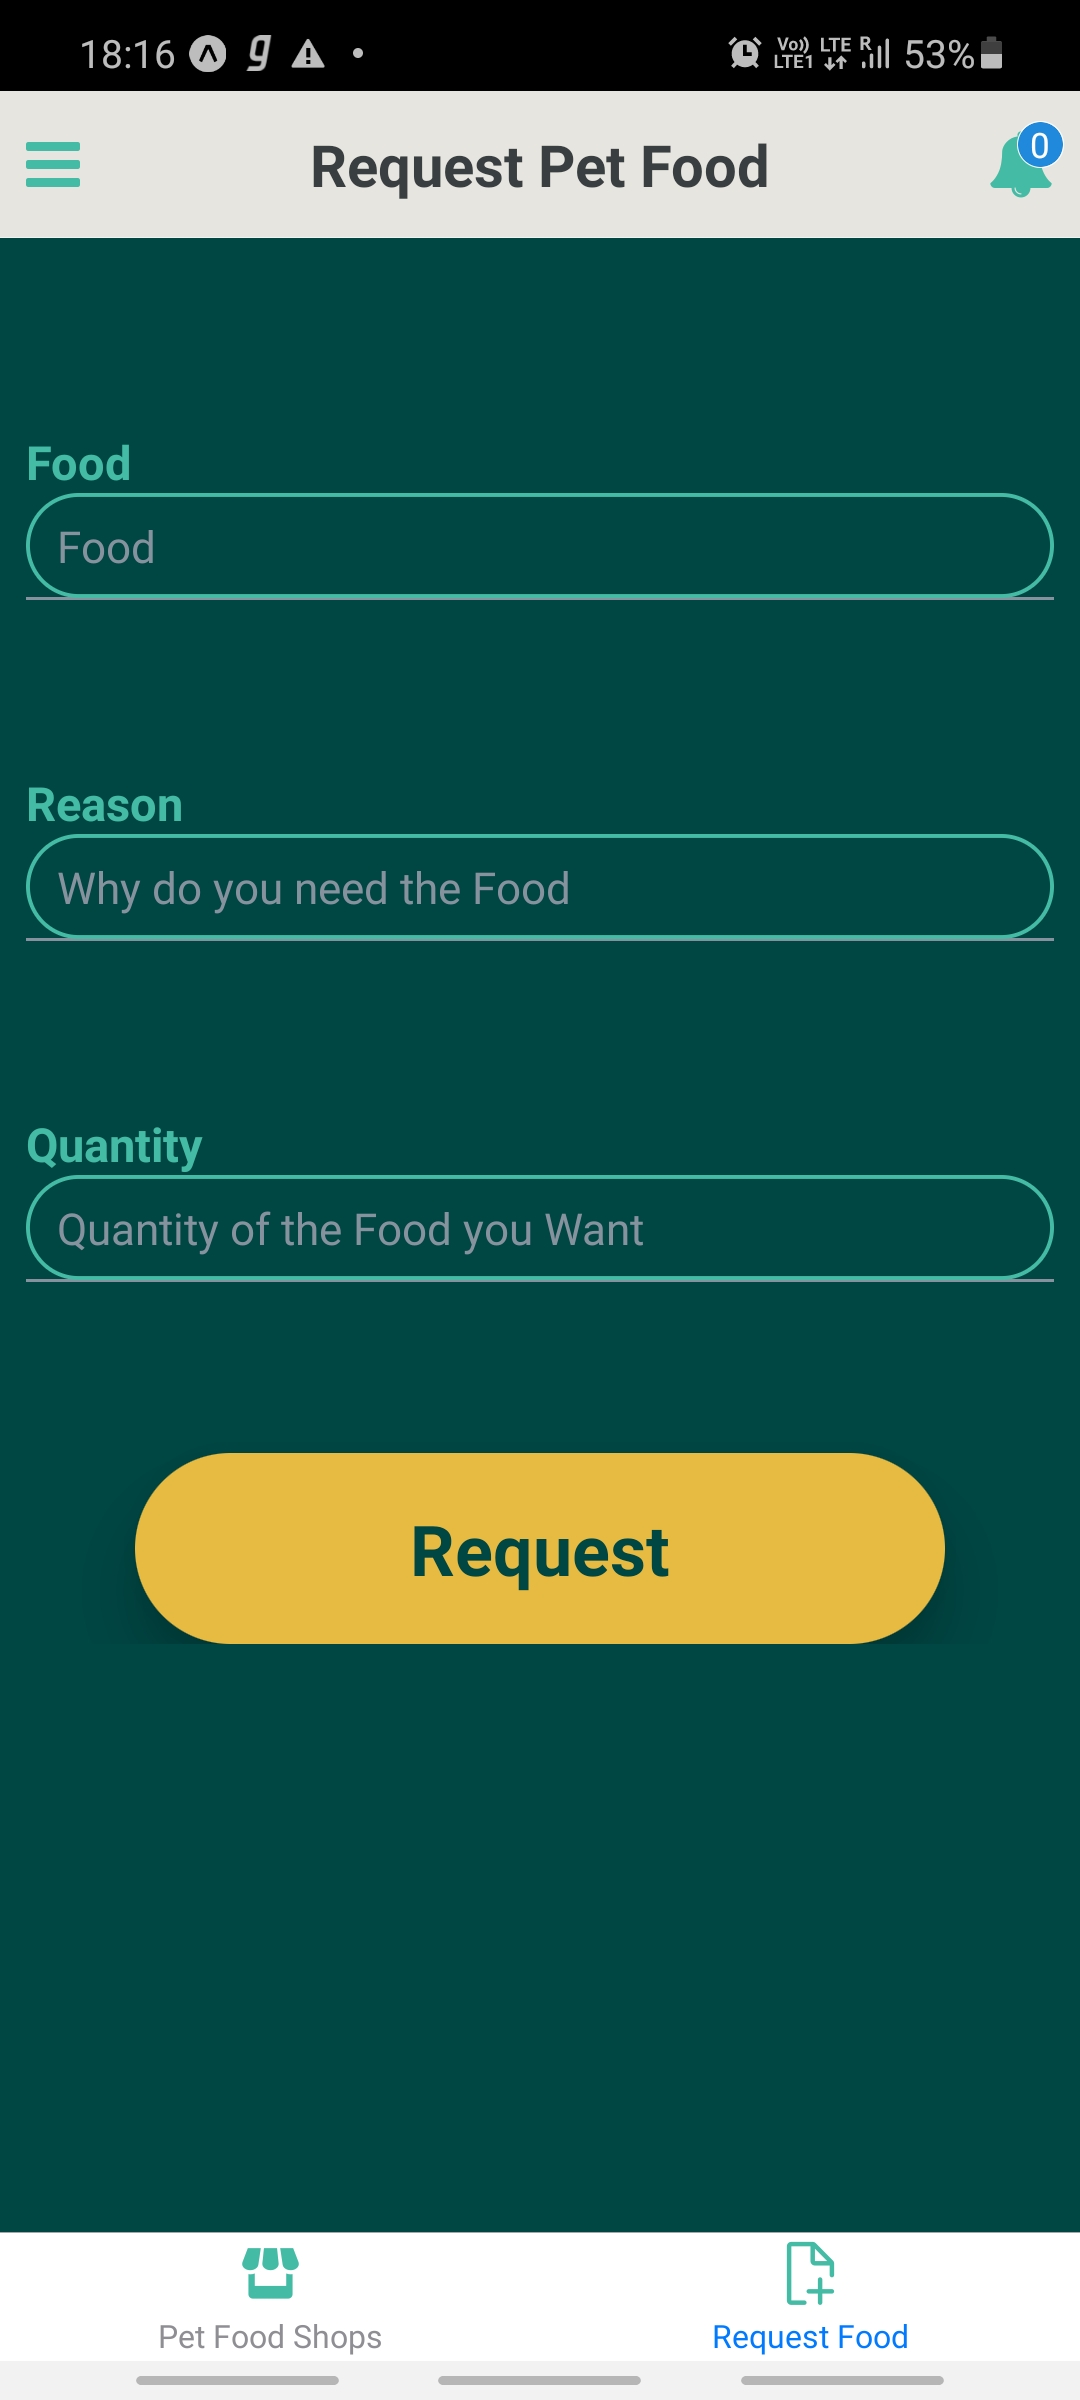 18:16 g Vo)) LTE1 LTE R 53%
Request Pet Food
0
Food
Food
Reason
Why do you need the Food
Quantity
Quantity of the Food you Want
Request
Pet Food Shops
Request Food